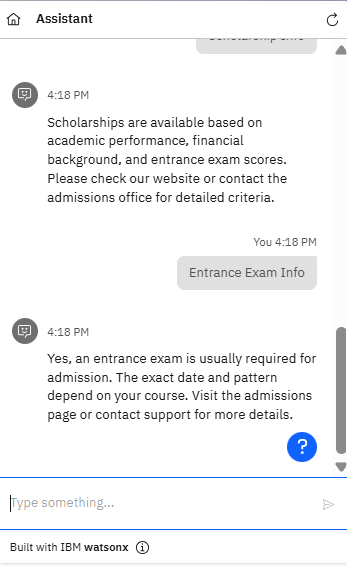 Assistant
Scholarship Info
4:18 PM
Scholarships are available based on
academic performance, financial
background, and entrance exam scores.
Please check our website or contact the
admissions office for detailed criteria.
You 4:18 PM
Entrance Exam Info
4:18 PM
Yes, an entrance exam is usually required for
admission. The exact date and pattern
depend on your course. Visit the admissions
page or contact support for more details.
?
Type something...
Built with IBM watsonx